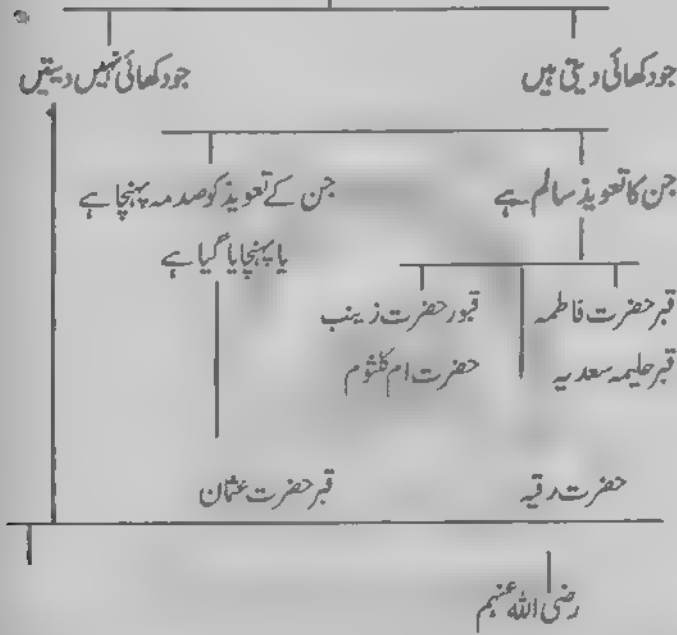 جو دکھائی دیتی ہیں
جو دکھائی نہیں دیتیں
جن کا تعویذ سالم ہے
جن کے تعویذ کو صدمہ پہنچا ہے
یا پہنچایا گیا ہے
قبر حضرت فاطمہ
قبور حضرت زینب
قبر حلیمہ سعدیہ
حضرت ام کلثوم
حضرت رقیہ
قبر حضرت عثمان
رضی اللہ عنہم